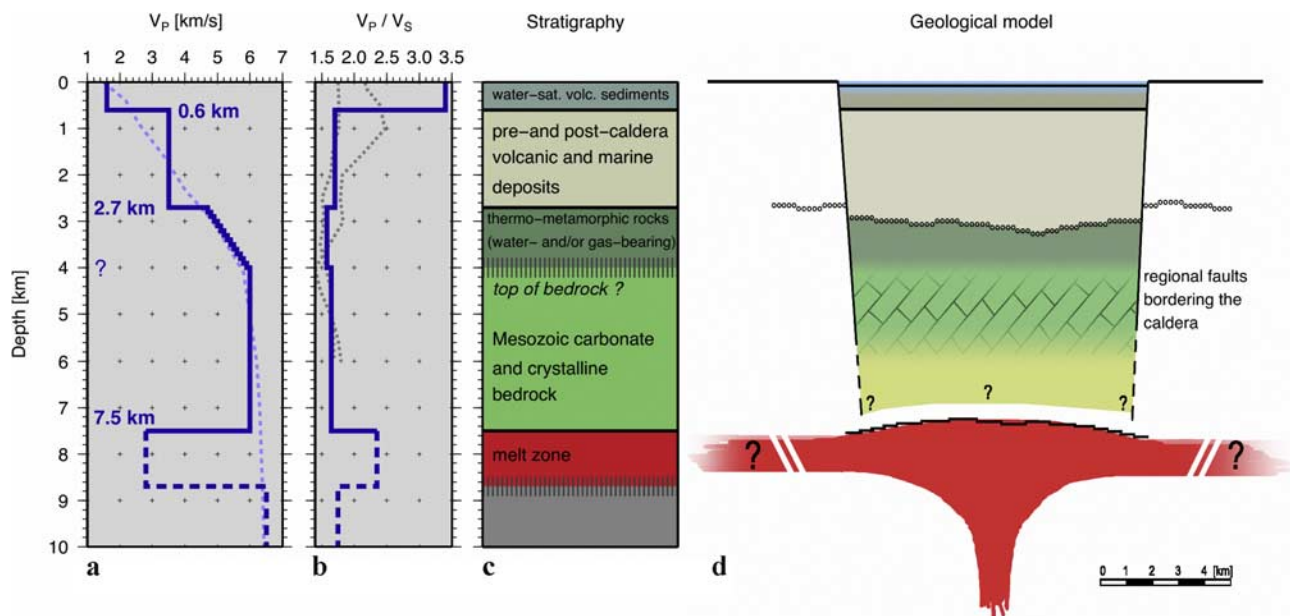 V_P [km/s]
1 2 3 4 5 6 7
V_P / V_S
1.5 2.0 2.5 3.0 3.5
Stratigraphy
Geological model
Depth [km]
0
1
2
3
4
5
6
7
8
9
10
0.6 km
2.7 km
?
7.5 km
water-sat. volc. sediments
pre-and post-caldera
volcanic and marine
deposits
thermo-metamorphic rocks
(water- and/or gas-bearing)
top of bedrock ?
Mesozoic carbonate
and crystalline
bedrock
melt zone
regional faults
bordering the
caldera
?
? ?
? ?
0 1 2 3 4 [km]
a
b
c
d